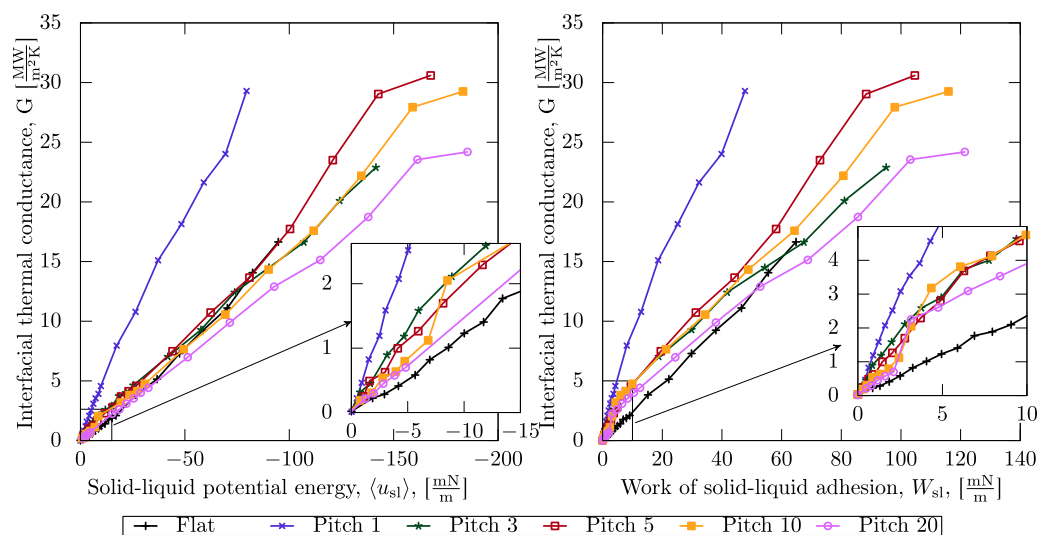 Interfacial thermal conductance, G [MW/m²K]
35
30
25
20
15
10
5
0
0 −50 −100 −150 −200
Solid-liquid potential energy, ⟨u_sl⟩, [mN/m]
2
1
0
0 −5 −10 −15
Interfacial thermal conductance, G [MW/m²K]
35
30
25
20
15
10
5
0
0 20 40 60 80 100 120 140
Work of solid-liquid adhesion, W_sl, [mN/m]
5
4
3
2
1
0
0 5 10
Flat Pitch 1 Pitch 3 Pitch 5 Pitch 10 Pitch 20